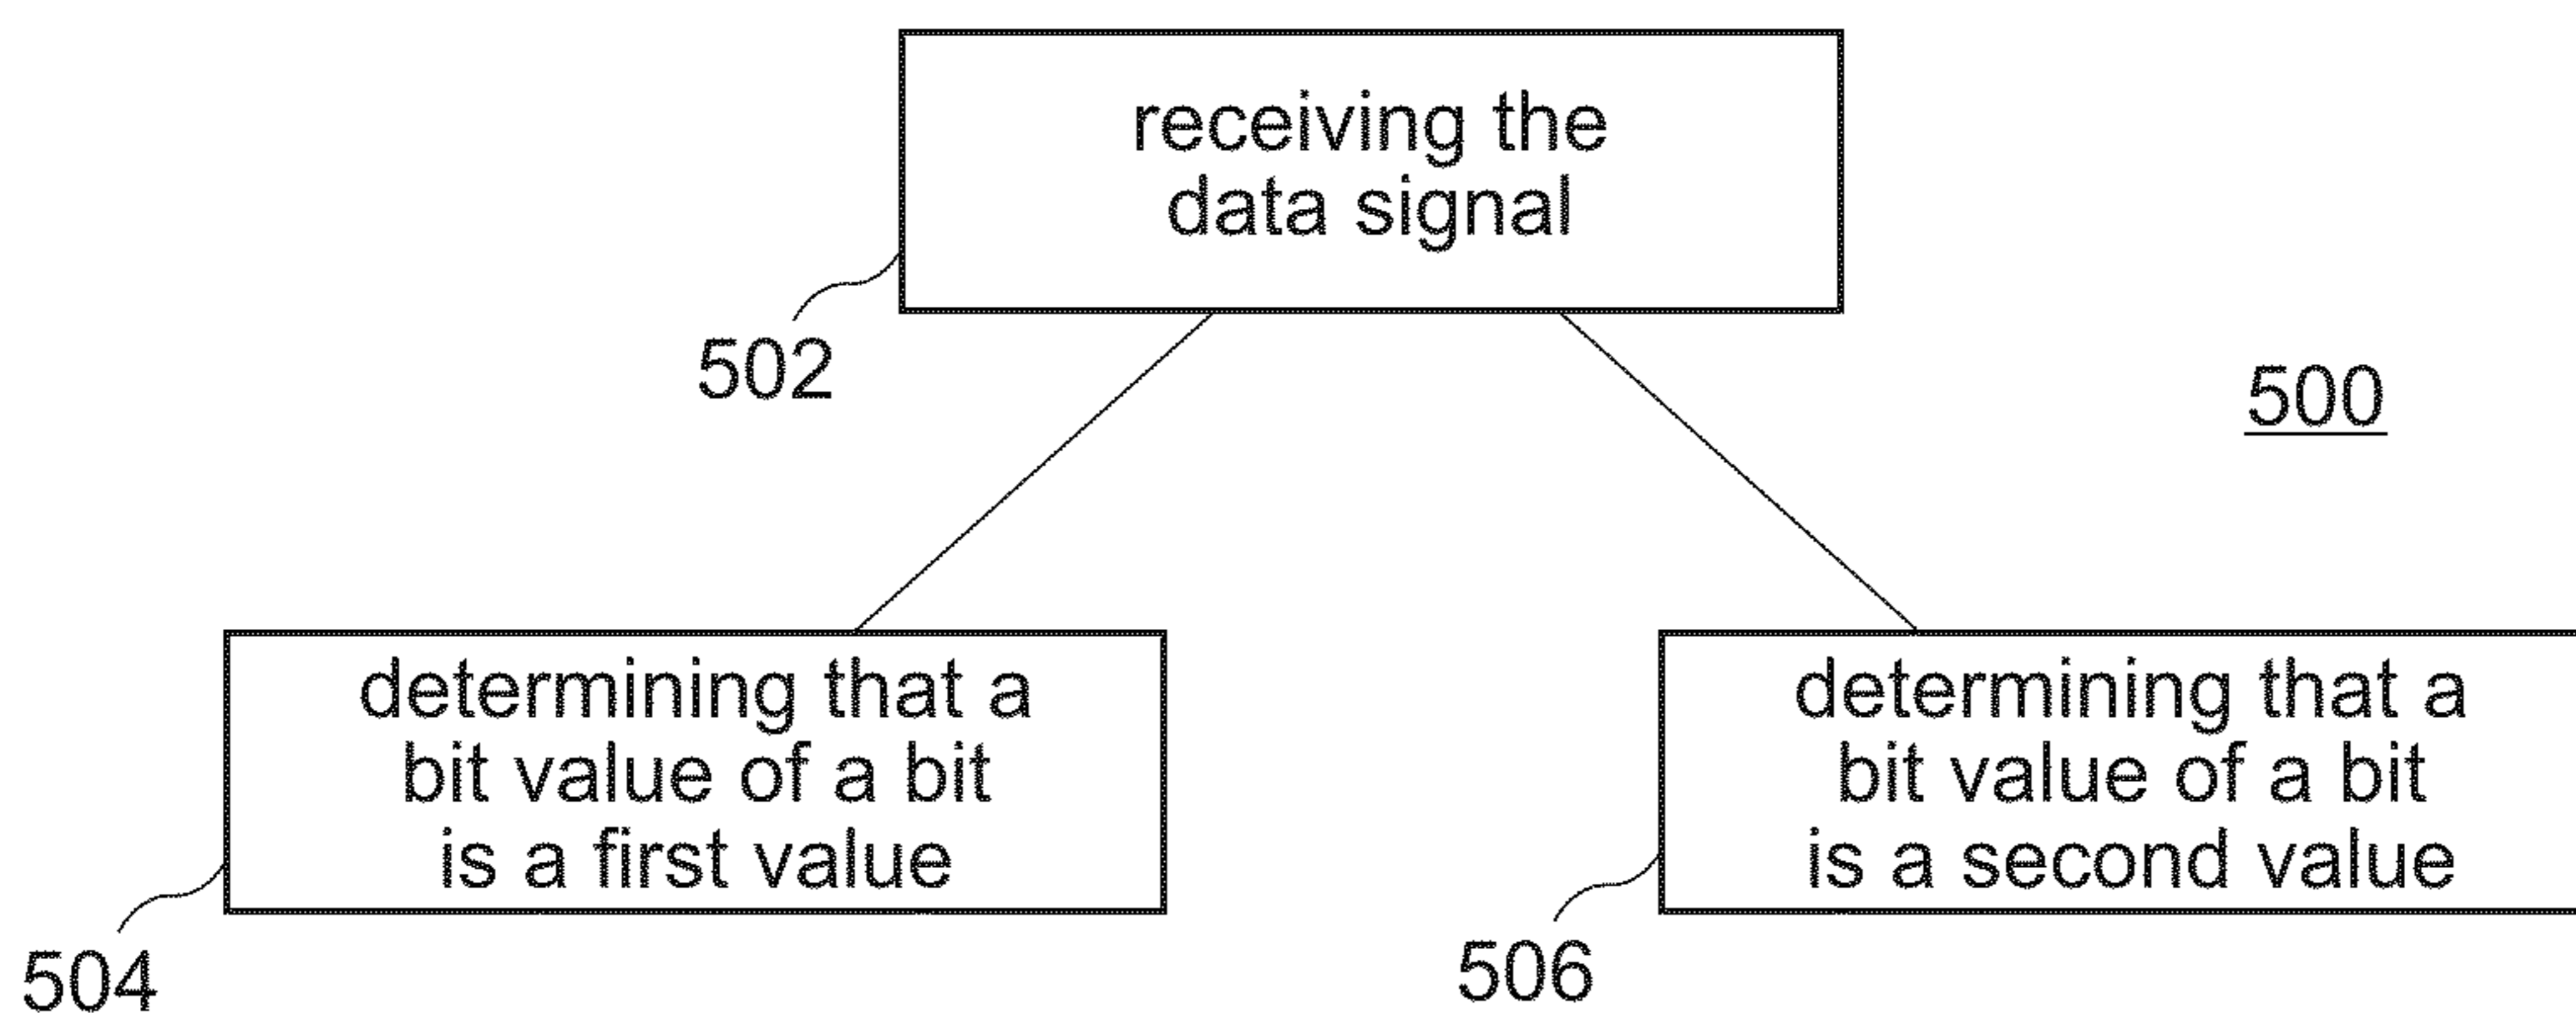 receiving the
data signal
502
500
determining that a
bit value of a bit
is a first value
504
determining that a
bit value of a bit
is a second value
506